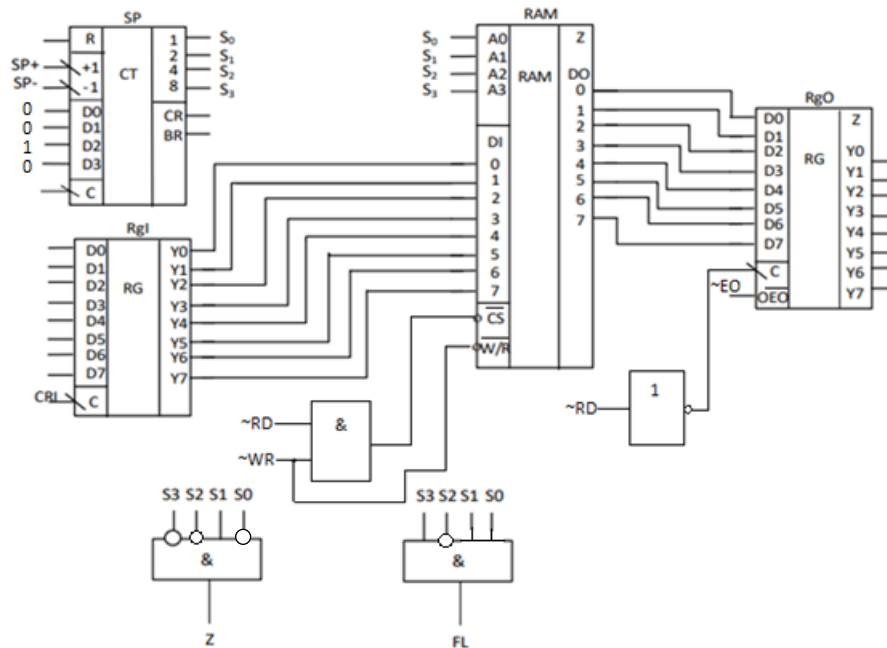 SP
R
+1
-1
D0
D1
D2
D3
C
CT
1
2
4
8
CR
BR
SP+
SP-
0
0
1
0
S₀
S₁
S₂
S₃
RgI
D0
D1
D2
D3
D4
D5
D6
D7
C
CRI
RG
Y0
Y1
Y2
Y3
Y4
Y5
Y6
Y7
RAM
S₀
S₁
S₂
S₃
A0
A1
A2
A3
DI
0
1
2
3
4
5
6
7
CS
W/R
RAM
Z
DO
0
1
2
3
4
5
6
7
RgO
D0
D1
D2
D3
D4
D5
D6
D7
C
OEO
~EO
RG
Z
Y0
Y1
Y2
Y3
Y4
Y5
Y6
Y7
~RD
1
~RD
~WR
&
S3 S2 S1 S0
&
Z
S3 S2 S1 S0
&
FL